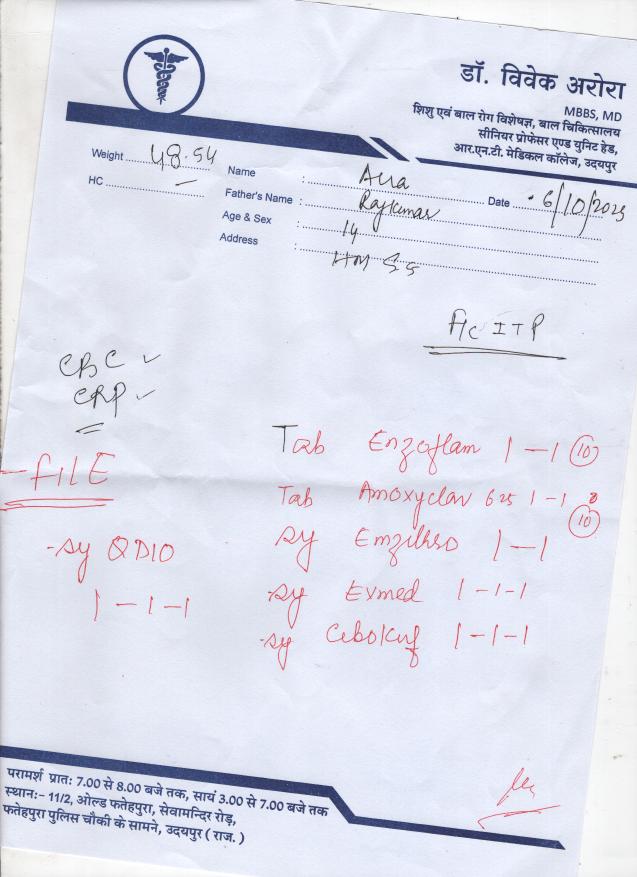 डॉ. विवेक अरोरा
MBBS, MD
शिशु एवं बाल रोग विशेषज्ञ, बाल चिकित्सालय
सीनियर प्रोफेसर एण्ड युनिट हेड,
आर.एन.टी. मेडिकल कॉलेज, उदयपुर
Weight 48.54
HC —
Name :
Date 6/10/2025
Father's Name : Rajkumar
Age & Sex : 14
Address :
ITP
CBC ✓
CRP ✓
Tab Enzoflam 1-1 10
FILE
Tab Amoxyclav 625 1-1
10
sy QD10
1-1-1
sy 1-1
sy Exmed 1-1-1
sy 1-1-1
परामर्श प्रातः 7.00 से 8.00 बजे तक, सायं 3.00 से 7.00 बजे तक
स्थानः- 11/2, ओल्ड फतेहपुरा, सेवामन्दिर रोड़,
फतेहपुरा पुलिस चौकी के सामने, उदयपुर ( राज. )